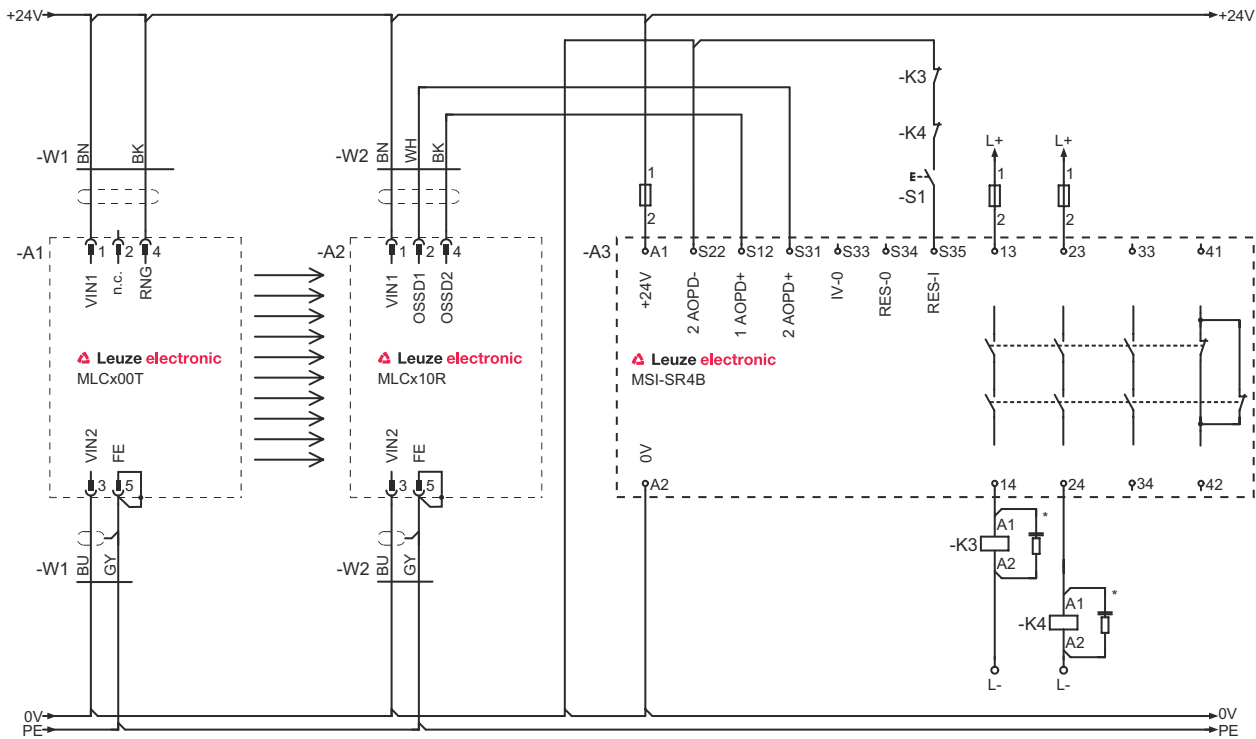 +24V +24V
-K3
-K4 L+ L+
-W1 BN BK -W2 BN WH BK
E -S1
1 1 1
2 2 2
-A1 1 2 4 -A2 1 2 4 -A3 A1 S22 S12 S31 S33 S34 S35 13 23 33 41
VIN1 n.c. RNG VIN1 OSSD1 OSSD2 +24V 2 AOPD- 1 AOPD+ 2 AOPD+ IV-0 RES-0 RES-I
Leuze electronic Leuze electronic Leuze electronic
MLCx00T MLCx10R MSI-SR4B
VIN2 FE VIN2 FE 0V
3 5 3 5 A2 14 24 34 42
-W1 BU GY -W2 BU GY
-K3 A1 A2 *
-K4 A1 A2 *
L- L-
0V 0V
PE PE